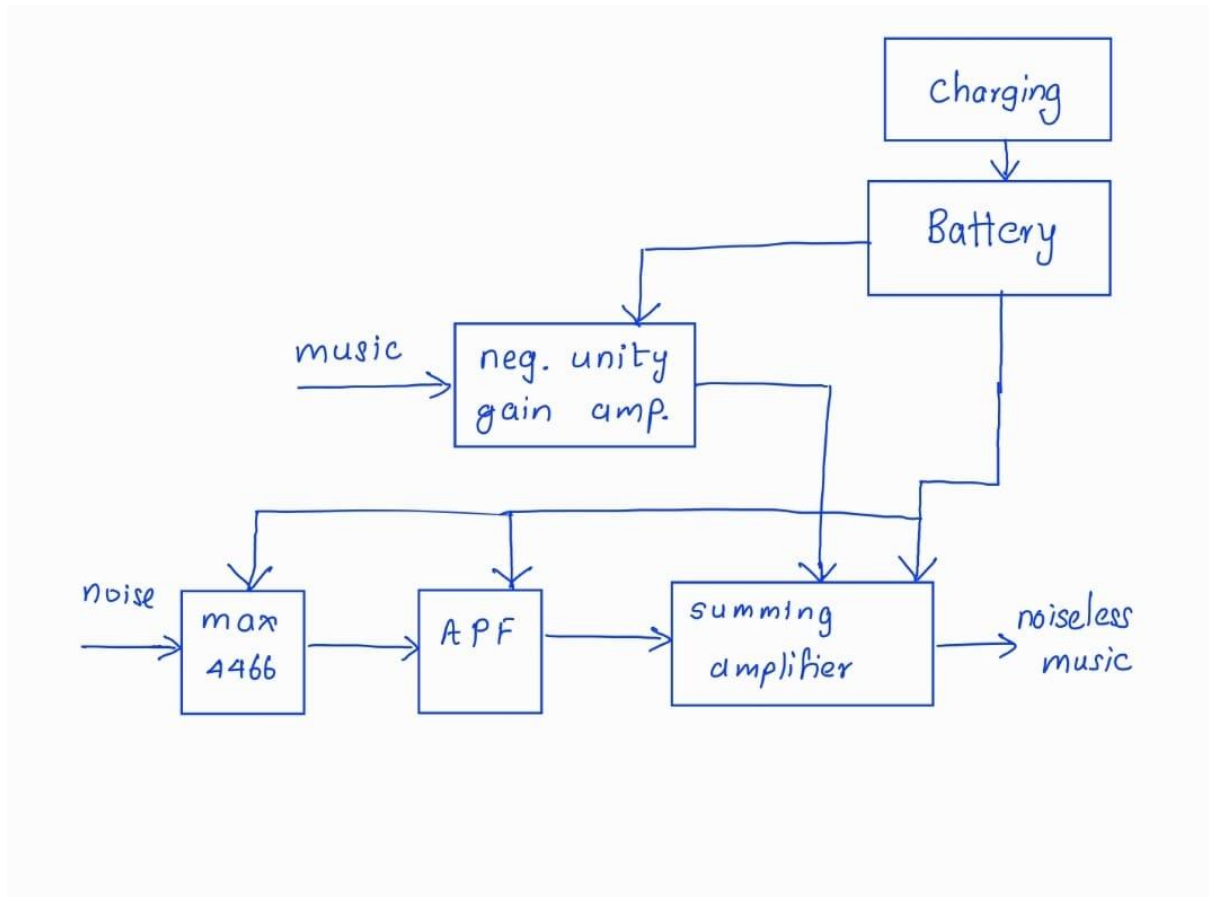 Charging
Battery
music
neg. unity
gain amp.
noise
max
4466
APF
summing
amplifier
noiseless
music